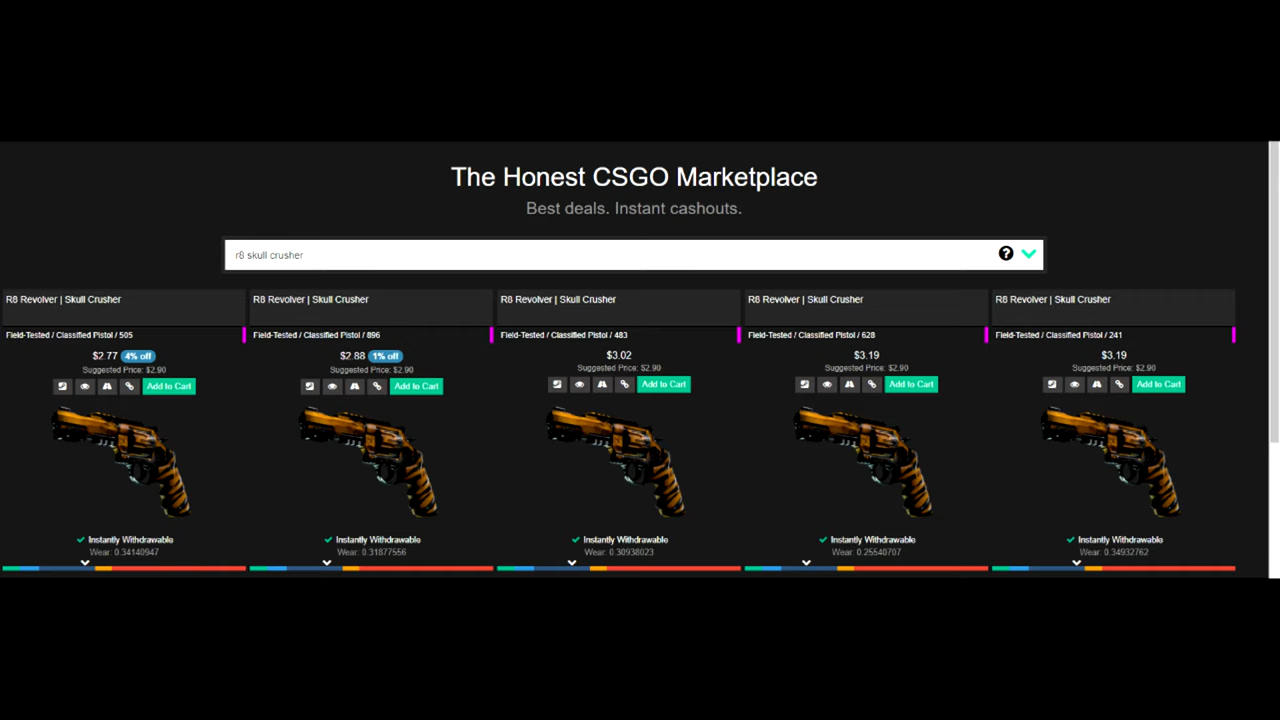 The Honest CSGO Marketplace
Best deals. Instant cashouts.
r8 skull crusher
R8 Revolver | Skull Crusher
Field-Tested / Classified Pistol / 505
$2.77 4% off
Suggested Price: $2.90
Add to Cart
Instantly Withdrawable
Wear: 0.34140947
R8 Revolver | Skull Crusher
Field-Tested / Classified Pistol / 896
$2.88 1% off
Suggested Price: $2.90
Add to Cart
Instantly Withdrawable
Wear: 0.31877556
R8 Revolver | Skull Crusher
Field-Tested / Classified Pistol / 483
$3.02
Suggested Price: $2.90
Add to Cart
Instantly Withdrawable
Wear: 0.30938023
R8 Revolver | Skull Crusher
Field-Tested / Classified Pistol / 628
$3.19
Suggested Price: $2.90
Add to Cart
Instantly Withdrawable
Wear: 0.25540707
R8 Revolver | Skull Crusher
Field-Tested / Classified Pistol / 241
$3.19
Suggested Price: $2.90
Add to Cart
Instantly Withdrawable
Wear: 0.34932762